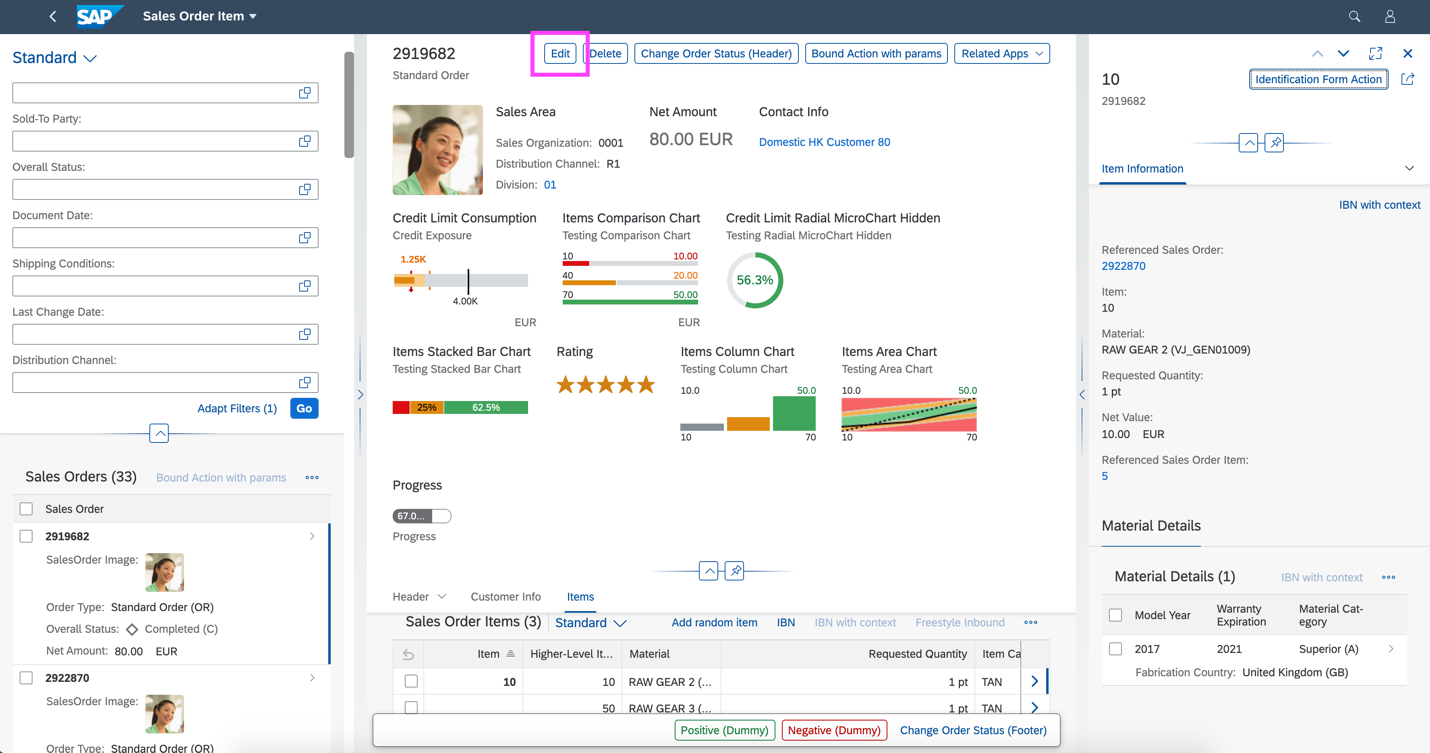 SAP
Sales Order Item
Standard
Sold-To Party:
Overall Status:
Document Date:
Shipping Conditions:
Last Change Date:
Distribution Channel:
Adapt Filters (1)
Go
Sales Orders (33)
Bound Action with params
Sales Order
2919682
SalesOrder Image:
Order Type: Standard Order (OR)
Overall Status: Completed (C)
Net Amount: 80.00 EUR
2922870
SalesOrder Image:
Order Type: Standard Order (OR)
2919682
Standard Order
Edit
Delete
Change Order Status (Header)
Bound Action with params
Related Apps
Sales Area
Sales Organization: 0001
Distribution Channel: R1
Division: 01
Net Amount
80.00 EUR
Contact Info
Domestic HK Customer 80
Credit Limit Consumption
Credit Exposure
1.25K
4.00K
EUR
Items Comparison Chart
Testing Comparison Chart
10 10.00
40 20.00
70 50.00
EUR
Credit Limit Radial MicroChart Hidden
Testing Radial MicroChart Hidden
56.3%
Items Stacked Bar Chart
Testing Stacked Bar Chart
25% 62.5%
Rating
Items Column Chart
Testing Column Chart
10.0 50.0
10 70
Items Area Chart
Testing Area Chart
10.0 50.0
10 70
Progress
67.0...
Progress
Header
Customer Info
Items
Sales Order Items (3)
Standard
Add random item
IBN
IBN with context
Freestyle Inbound
Item Higher-Level It... Material Requested Quantity Item Ca
10 10 RAW GEAR 2 (... 1 pt TAN
50 RAW GEAR 3 (... 1 pt TAN
Positive (Dummy)
Negative (Dummy)
Change Order Status (Footer)
10
2919682
Identification Form Action
Item Information
IBN with context
Referenced Sales Order:
2922870
Item:
10
Material:
RAW GEAR 2 (VJ_GEN01009)
Requested Quantity:
1 pt
Net Value:
10.00 EUR
Referenced Sales Order Item:
5
Material Details
Material Details (1)
IBN with context
Model Year
Warranty
Expiration
Material Cat-
egory
2017 2021 Superior (A)
Fabrication Country: United Kingdom (GB)